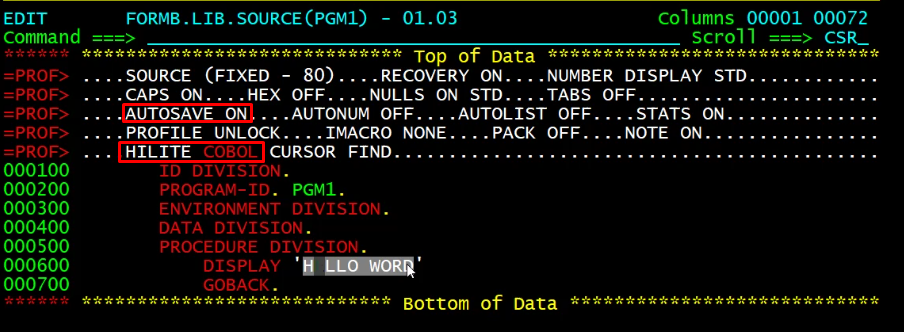 EDIT FORMB.LIB.SOURCE(PGM1) - 01.03 Columns 00001 00072
Command ===> Scroll ===> CSR_
****** **************************** Top of Data *****************************
=PROF> ....SOURCE (FIXED - 80)....RECOVERY ON....NUMBER DISPLAY STD............
=PROF> ....CAPS ON....HEX OFF....NULLS ON STD....TABS OFF......................
=PROF> ....AUTOSAVE ON....AUTONUM OFF....AUTOLIST OFF....STATS ON..............
=PROF> ....PROFILE UNLOCK....IMACRO NONE....PACK OFF....NOTE ON................
=PROF> ....HILITE COBOL CURSOR FIND............................................
000100 ID DIVISION.
000200 PROGRAM-ID. PGM1.
000300 ENVIRONMENT DIVISION.
000400 DATA DIVISION.
000500 PROCEDURE DIVISION.
000600 DISPLAY 'H LLO WORD'
000700 GOBACK.
****** *************************** Bottom of Data ***************************